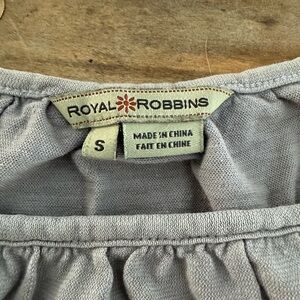 ROYAL ROBBINS
S
MADE IN CHINA
FAIT EN CHINE